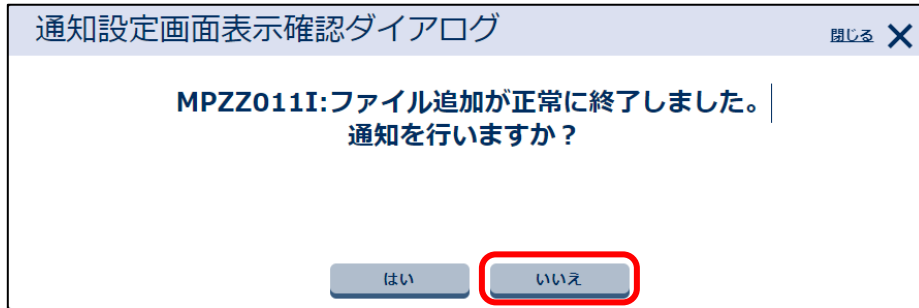 通知設定画面表示確認ダイアログ
閉じる
MPZZ011I:ファイル追加が正常に終了しました。
通知を行いますか？
はい
いいえ